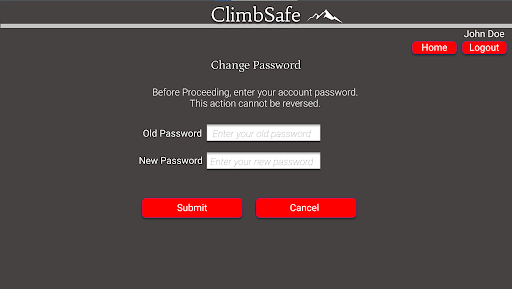 ClimbSafe
John Doe
Home Logout
Change Password
Before Proceeding, enter your account password.
This action cannot be reversed.
Old Password Enter your old password
New Password Enter your new password
Submit Cancel